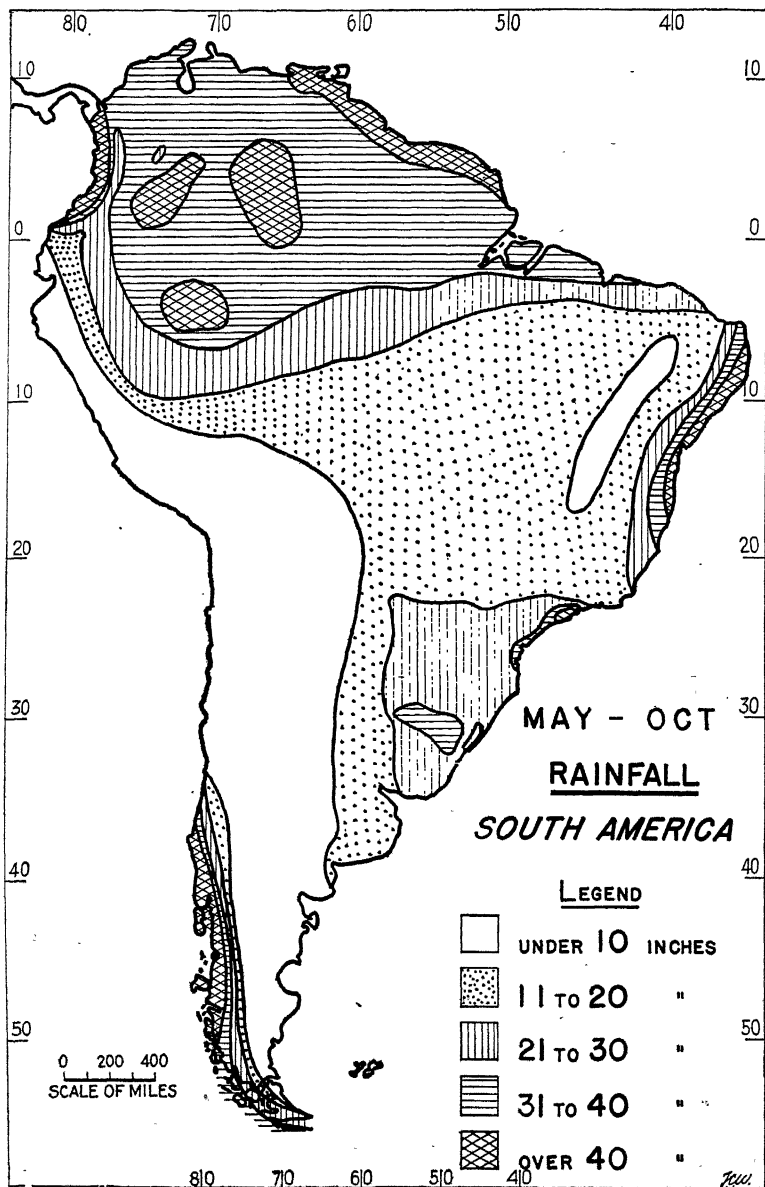 80 70 60 50 40
10 10
0 0
10 10
20 20
30 30
MAY - OCT
RAINFALL
SOUTH AMERICA
40 40
LEGEND
UNDER 10 INCHES
11 TO 20 "
21 TO 30 "
50 50
0 200 400
SCALE OF MILES
31 TO 40 "
OVER 40 "
80 70 60 50 40
JCW.